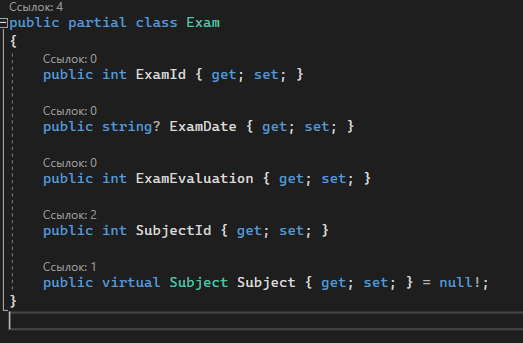 Ссылок: 4
public partial class Exam
{
Ссылок: 0
public int ExamId { get; set; }
Ссылок: 0
public string? ExamDate { get; set; }
Ссылок: 0
public int ExamEvaluation { get; set; }
Ссылок: 2
public int SubjectId { get; set; }
Ссылок: 1
public virtual Subject Subject { get; set; } = null!;
}